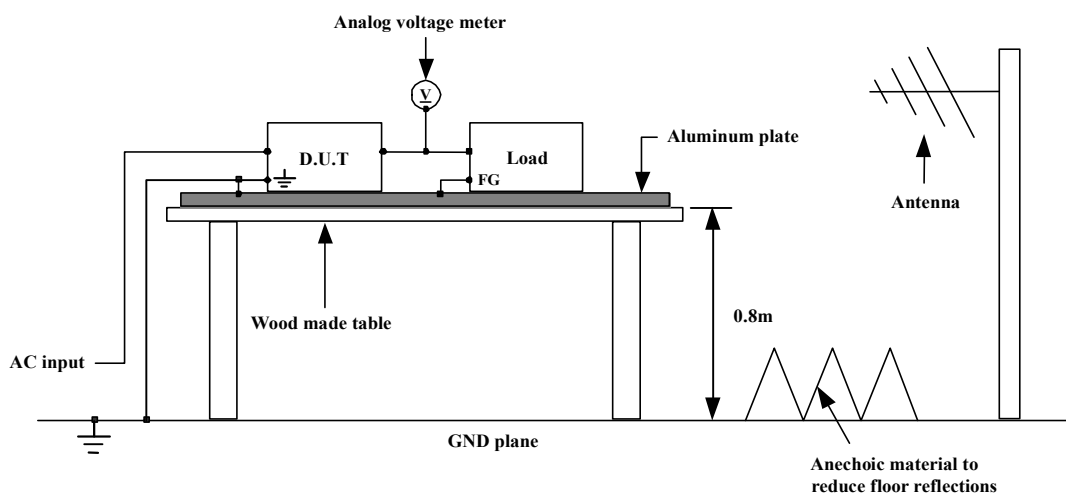 Analog voltage meter
V
D.U.T
Load
FG
Aluminum plate
Antenna
Wood made table
0.8m
AC input
GND plane
Anechoic material to
reduce floor reflections